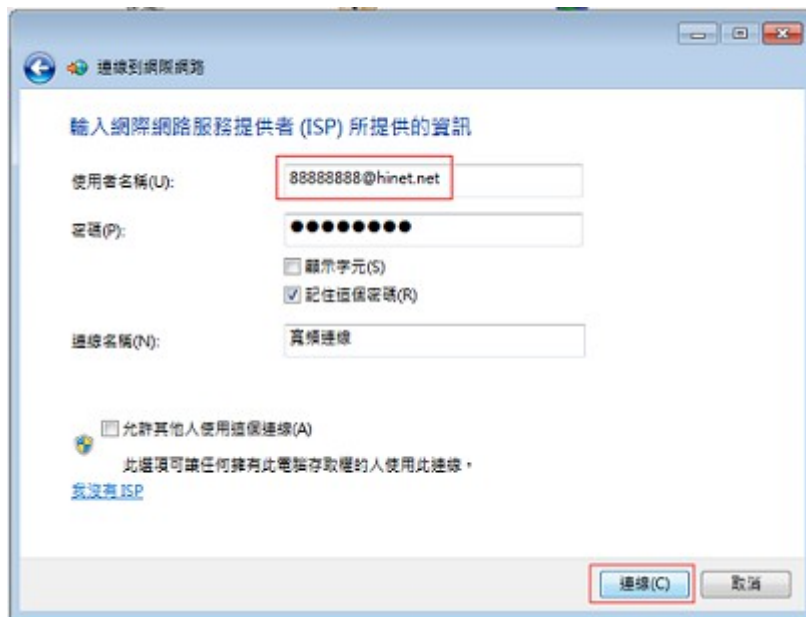 連線到網際網路
輸入網際網路服務提供者 (ISP) 所提供的資訊
使用者名稱(U):
88888888@hinet.net
密碼(P):
●●●●●●●●
顯示字元(S)
記住這個密碼(R)
連線名稱(N):
寬頻連線
允許其他人使用這個連線(A)
此選項可讓任何擁有此電腦存取權的人使用此連線。
我沒有 ISP
連線(C)
取消